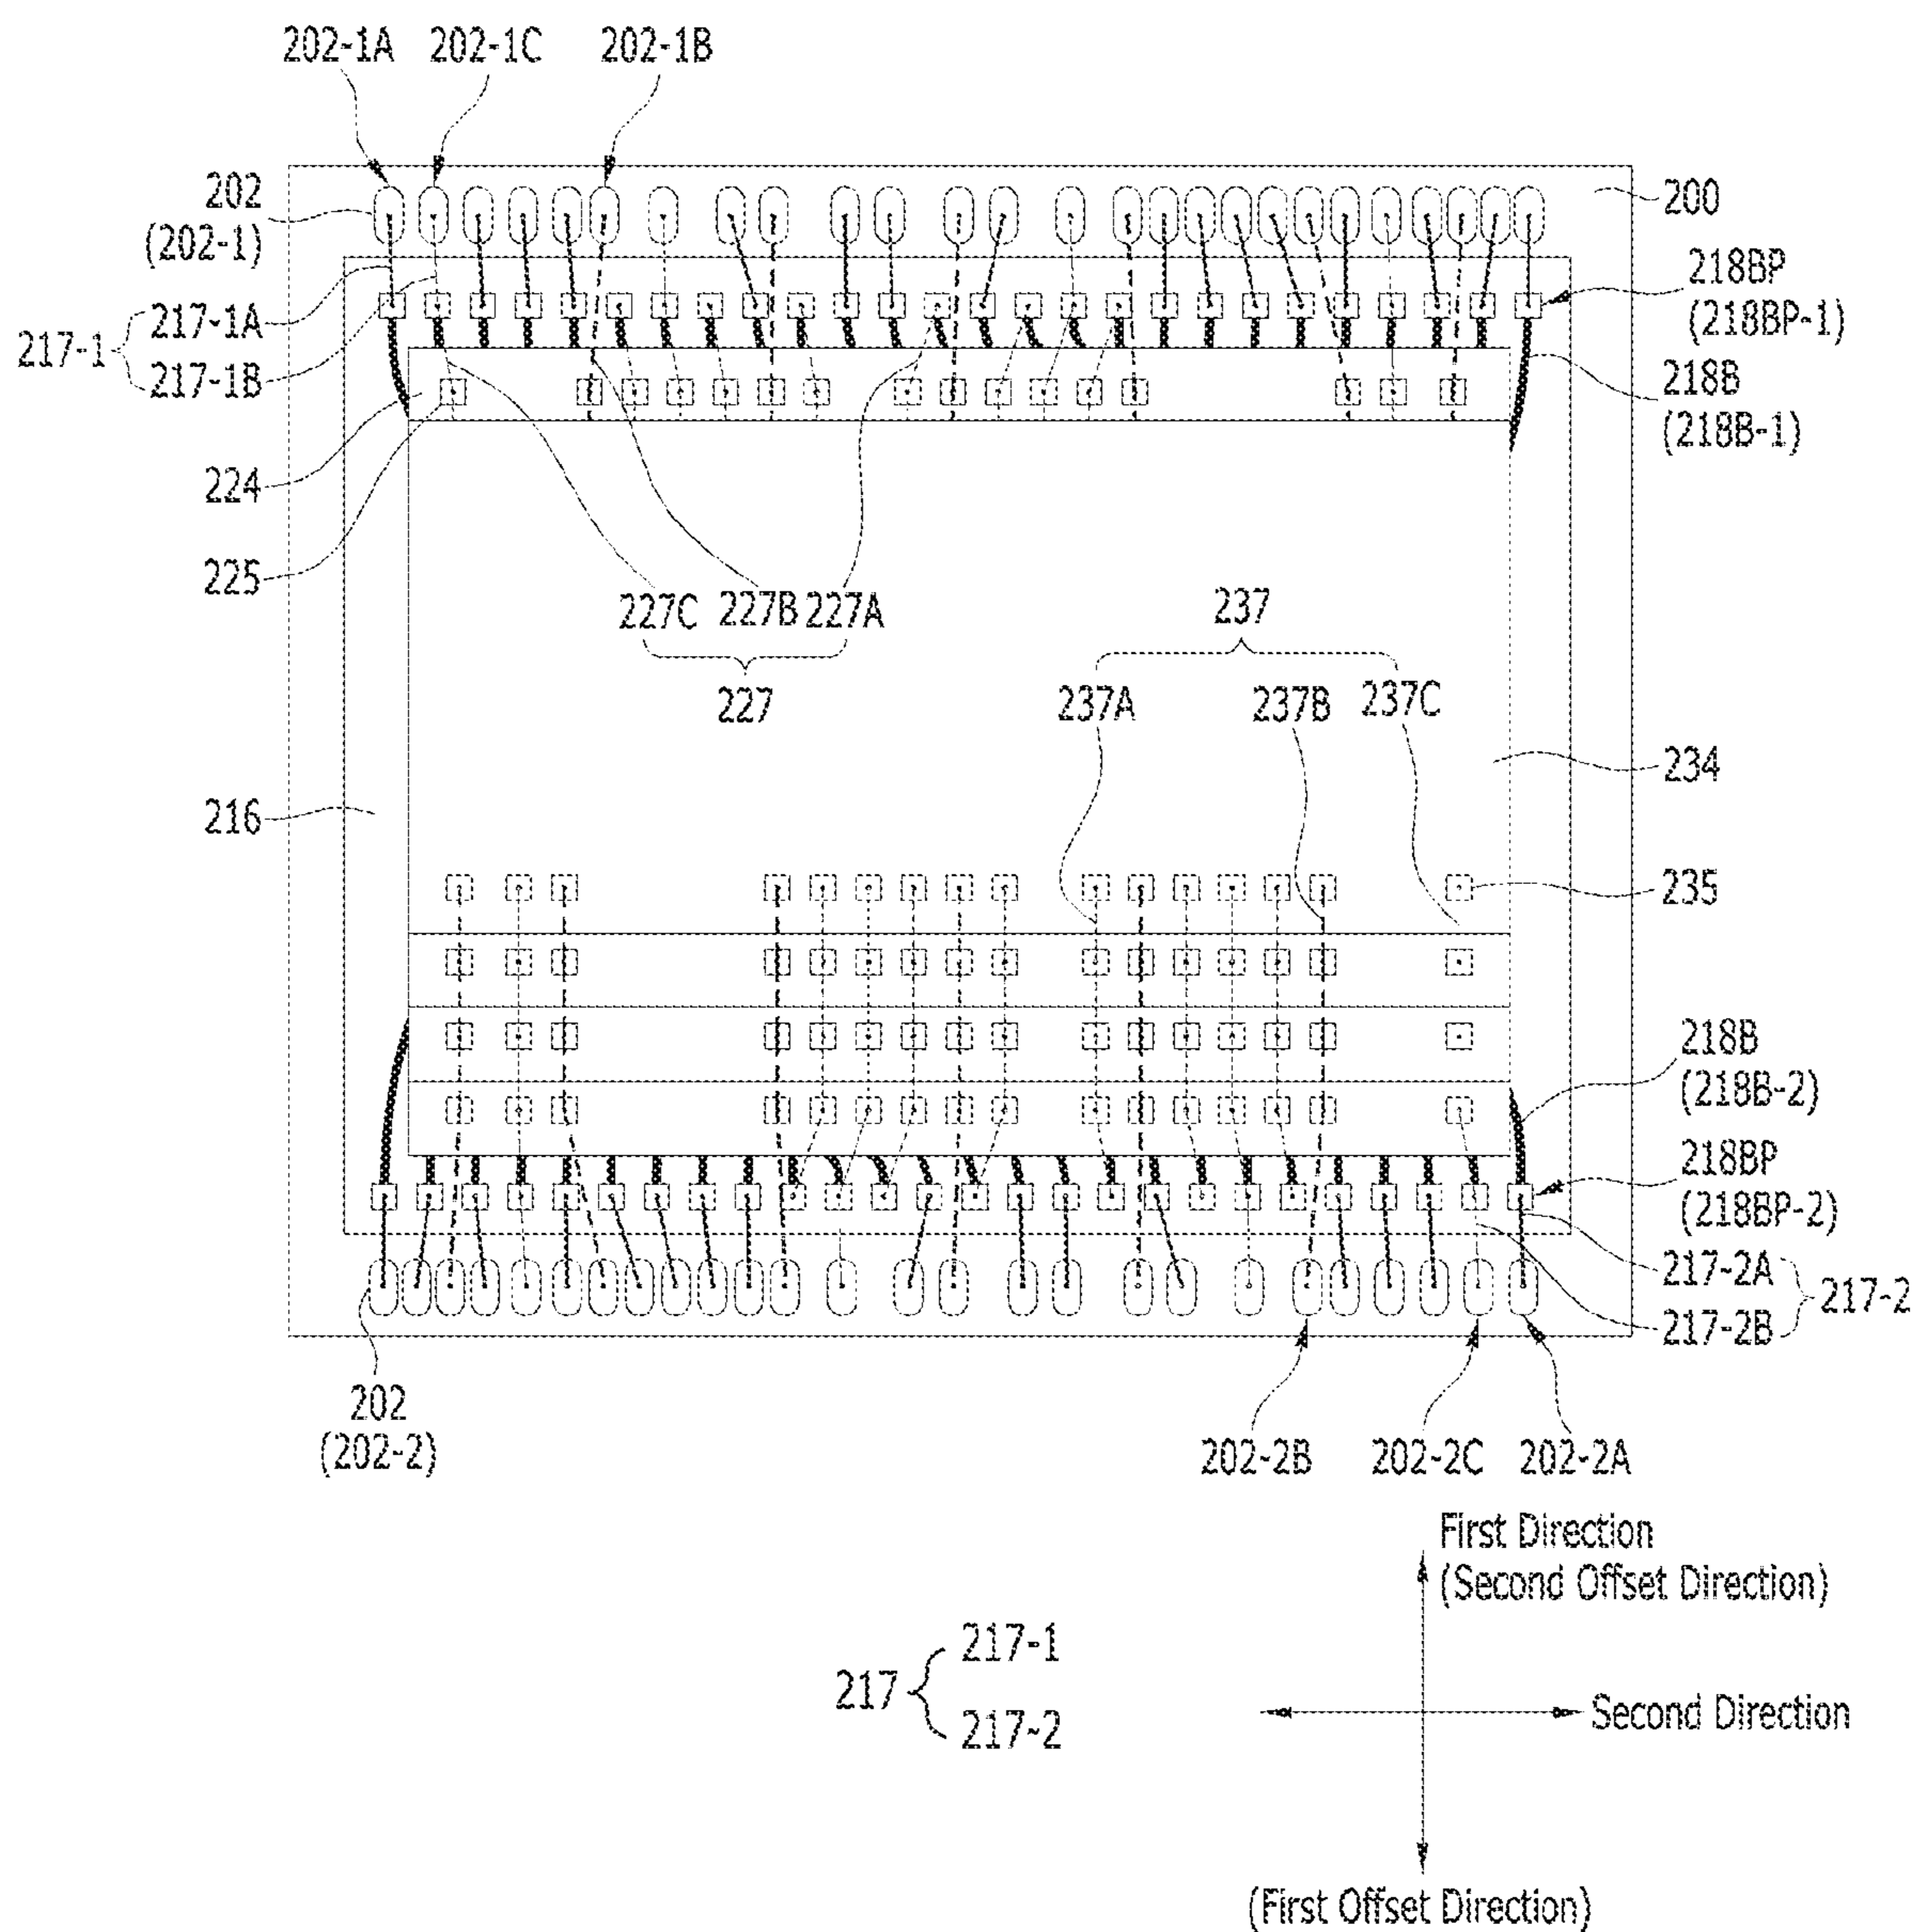 202-1A 202-1C 202-1B
202
(202-1)
200
217-1
217-1A
217-1B
218BP
(218BP-1)
218B
(218B-1)
224
225
227C 227B 227A
227
237
237A 237B 237C
234
216
235
218B
(218B-2)
218BP
(218BP-2)
217-2A
217-2B
217-2
202
(202-2)
202-2B 202-2C 202-2A
First Direction
(Second Offset Direction)
217
217-1
217-2
Second Direction
(First Offset Direction)